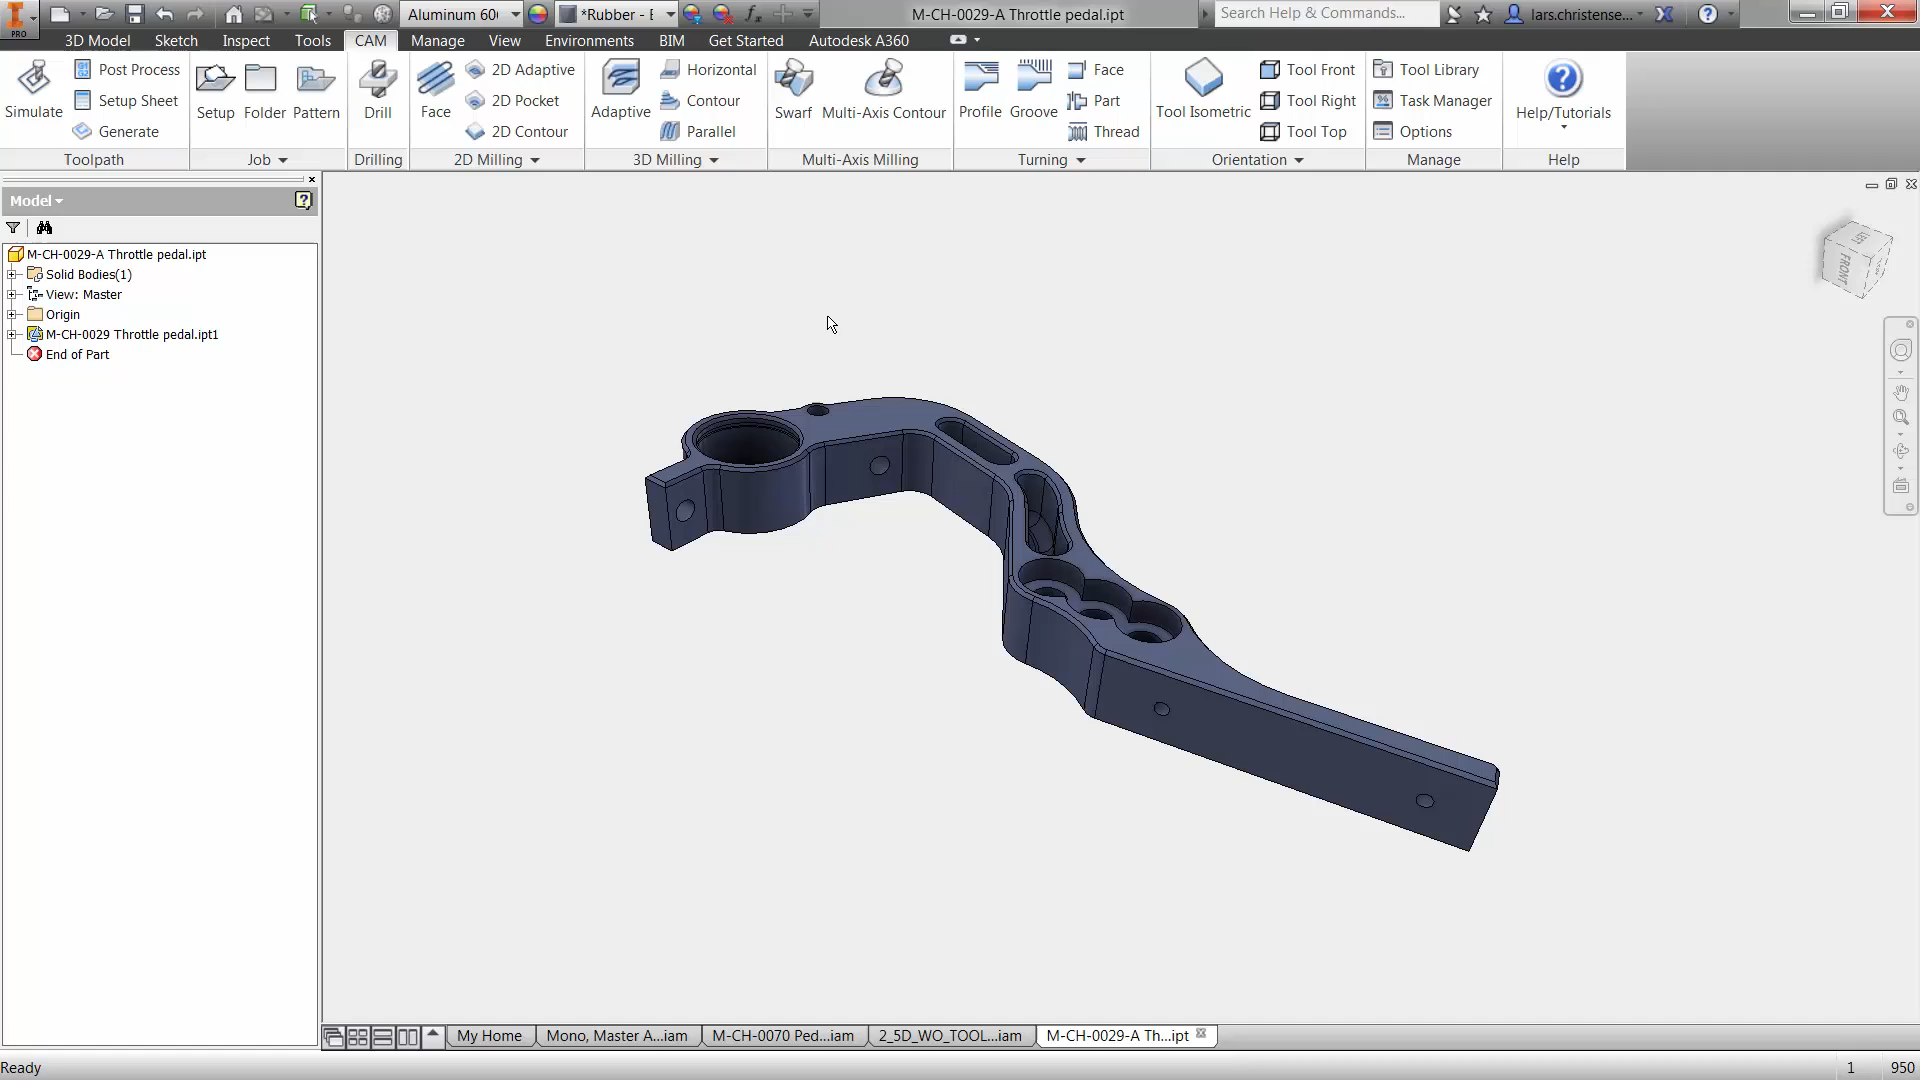 PRO
Aluminum 60(
*Rubber - E
M-CH-0029-A Throttle pedal.ipt
Search Help & Commands...
lars.christense...
3D Model
Sketch
Inspect
Tools
CAM
Manage
View
Environments
BIM
Get Started
Autodesk A360
Simulate
Post Process
Setup Sheet
Generate
Toolpath
Setup
Folder
Pattern
Job
Drill
Drilling
Face
2D Adaptive
2D Pocket
2D Contour
2D Milling
Adaptive
Horizontal
Contour
Parallel
3D Milling
Swarf
Multi-Axis Contour
Multi-Axis Milling
Profile
Groove
Face
Part
Thread
Turning
Tool Isometric
Tool Front
Tool Right
Tool Top
Orientation
Tool Library
Task Manager
Options
Manage
Help/Tutorials
Help
Model
M-CH-0029-A Throttle pedal.ipt
Solid Bodies(1)
View: Master
Origin
M-CH-0029 Throttle pedal.ipt1
End of Part
LEFT
FRONT
My Home
Mono, Master A...iam
M-CH-0070 Ped...iam
2_5D_WO_TOOL...iam
M-CH-0029-A Th...ipt
Ready
1
950